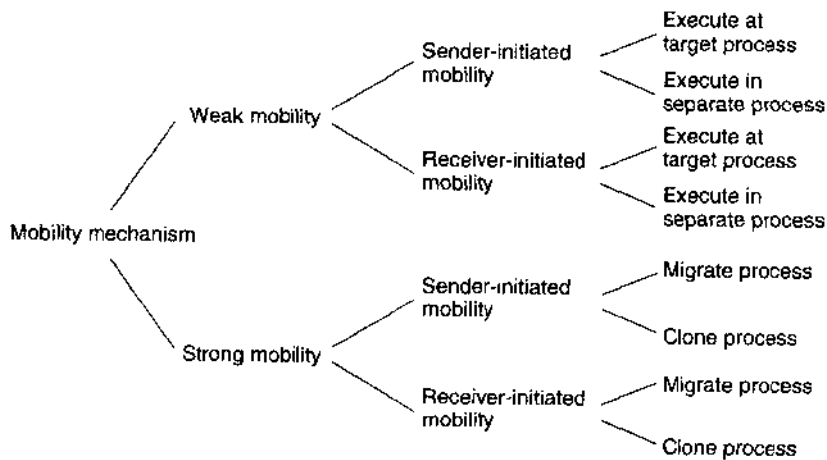 Execute at
target process
Sender-initiated
mobility
Execute in
separate process
Weak mobility
Execute at
target process
Receiver-initiated
mobility
Execute in
separate process
Mobility mechanism
Migrate process
Sender-initiated
mobility
Clone process
Strong mobility
Migrate process
Receiver-initiated
mobility
Clone process